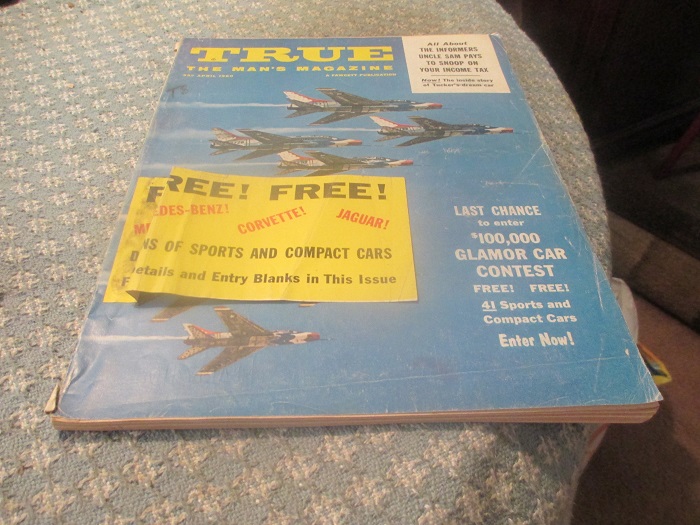 TRUE
THE MAN'S MAGAZINE
A FAWCETT PUBLICATION
All About
THE INFORMERS
UNCLE SAM PAYS
TO SNOOP ON
YOUR INCOME TAX
Now! The inside story
of Tucker's dream car
FREE! FREE!
DES-BENZ! CORVETTE! JAGUAR!
NS OF SPORTS AND COMPACT CARS
Details and Entry Blanks in This Issue
LAST CHANCE
to enter
$100,000
GLAMOR CAR
CONTEST
FREE! FREE!
41 Sports and
Compact Cars
Enter Now!